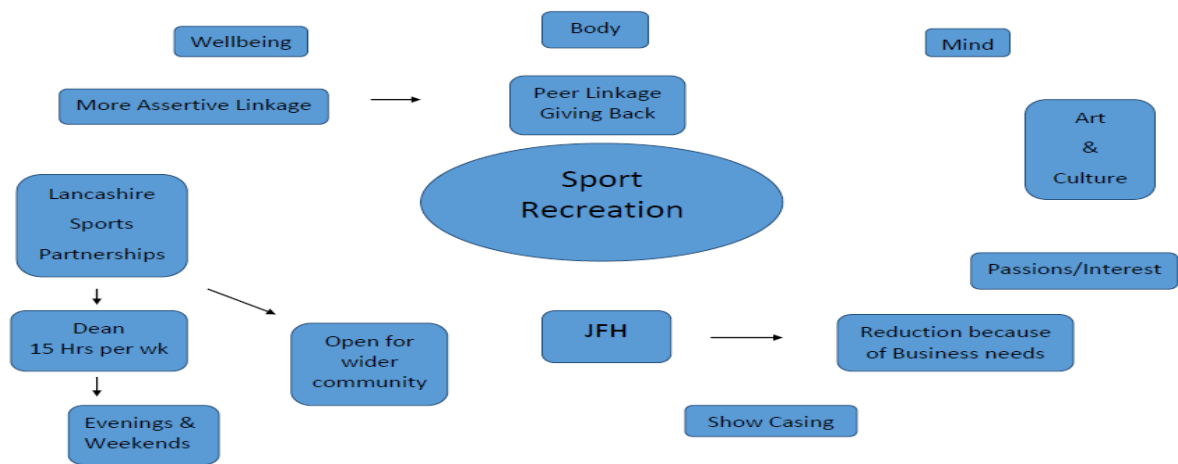 Wellbeing
Body
Mind
More Assertive Linkage
Peer Linkage
Giving Back
Art
&
Culture
Sport
Recreation
Lancashire
Sports
Partnerships
Passions/Interest
Dean
15 Hrs per wk
Open for
wider
community
JFH
Reduction because
of Business needs
Evenings &
Weekends
Show Casing